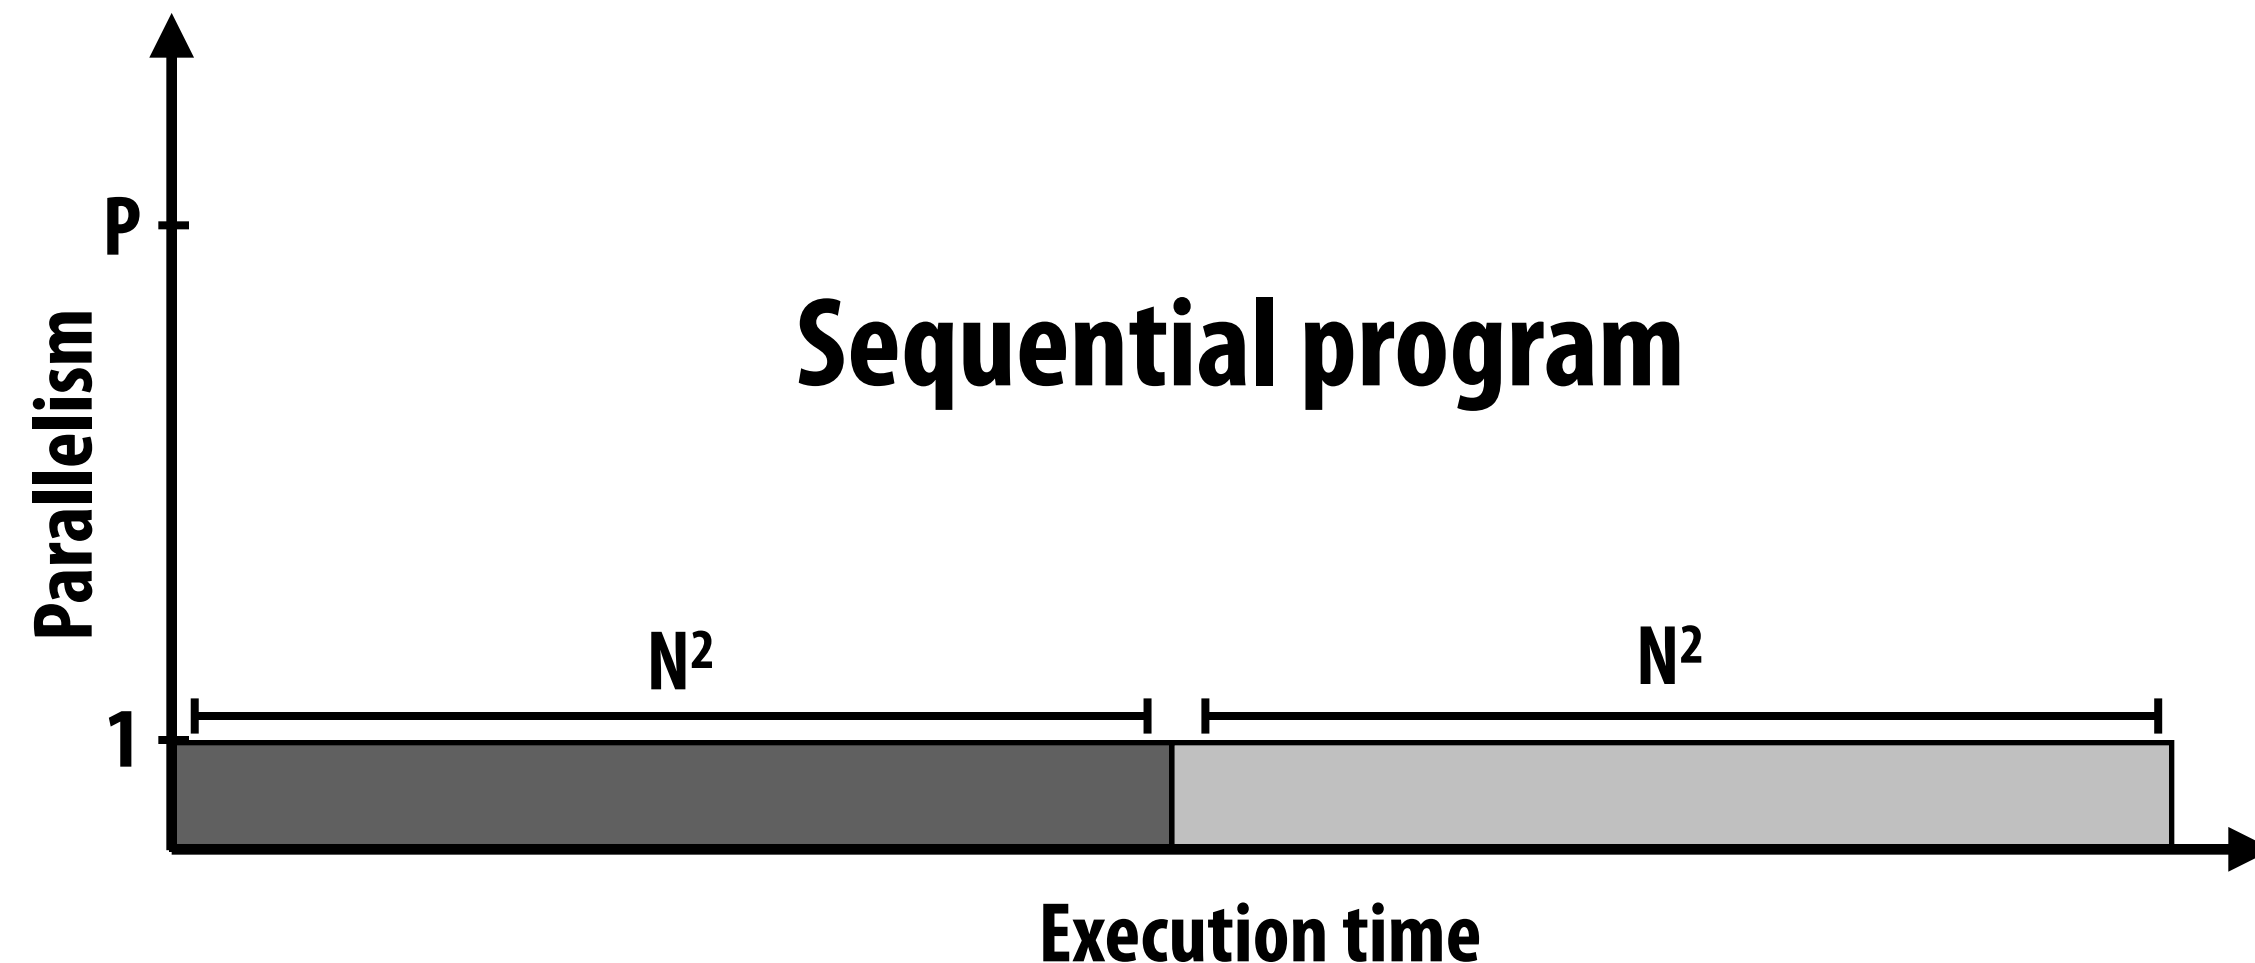 P
Sequential program
Parallelism
N²
N²
1
Execution time